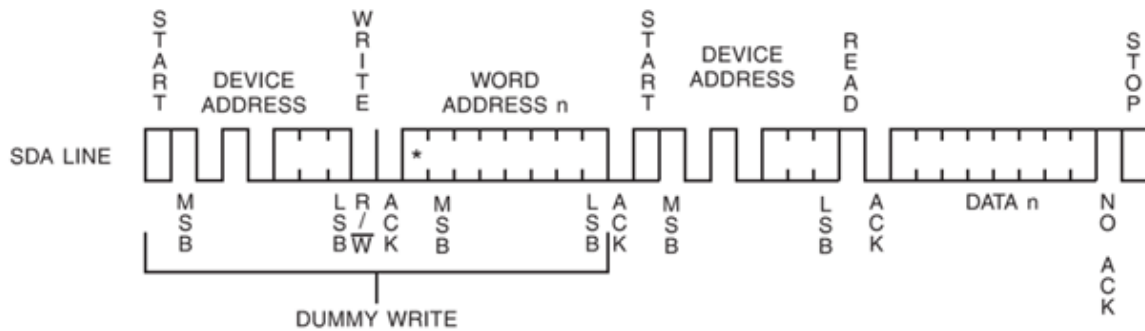 START
WRITE
START
READ
STOP
DEVICE
ADDRESS
WORD
ADDRESS n
DEVICE
ADDRESS
SDA LINE
*
MSB
LSB
R/W
ACK
MSB
LSB
ACK
MSB
LSB
ACK
DATA n
NO ACK
DUMMY WRITE